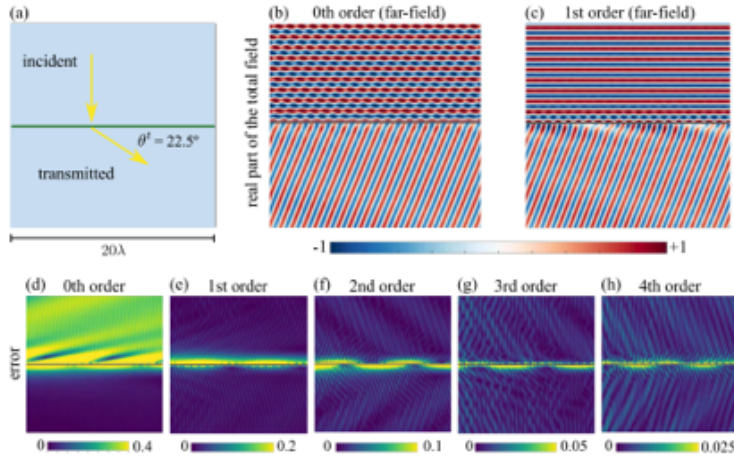 (a)
incident
θᵗ = 22.5°
transmitted
20λ
(b) 0th order (far-field)
(c) 1st order (far-field)
real part of the total field
-1 +1
(d) 0th order
(e) 1st order
(f) 2nd order
(g) 3rd order
(h) 4th order
error
0 0.4
0 0.2
0 0.1
0 0.05
0 0.025